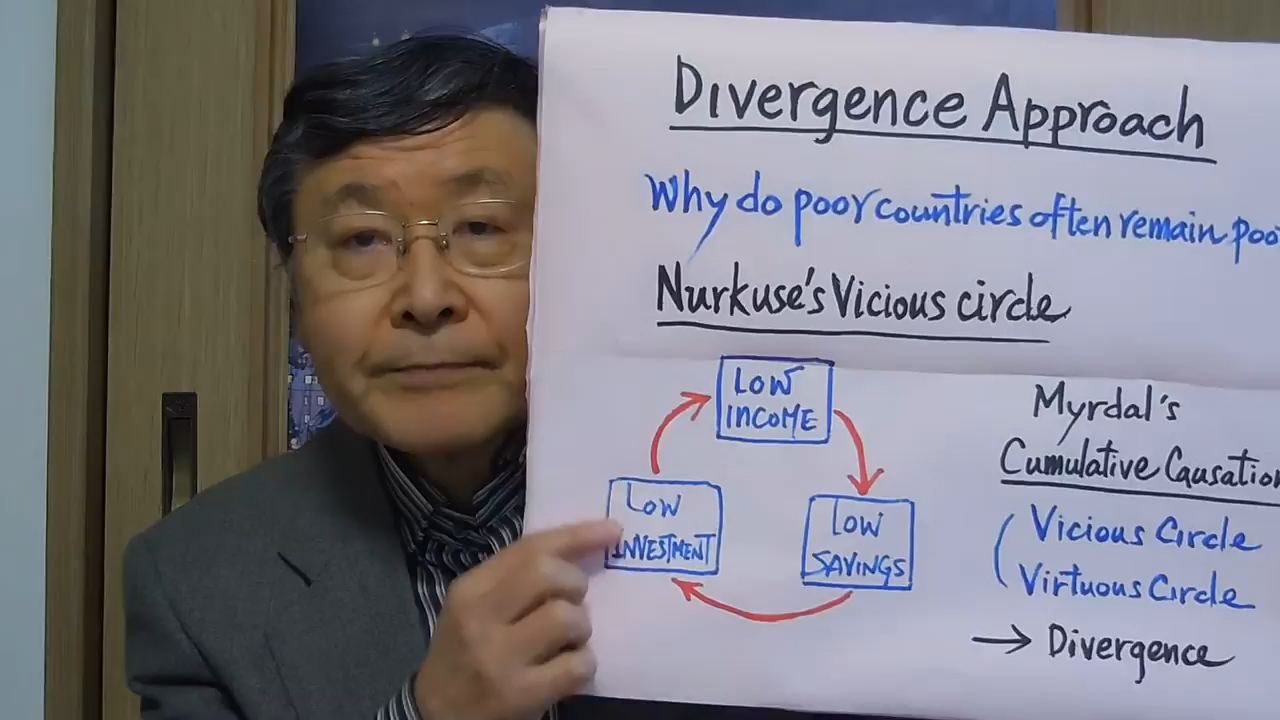 Divergence Approach
Why do poor countries often remain poo
Nurkuse's Vicious circle
LOW
INCOME
LOW
INVESTMENT
LOW
SAVINGS
Myrdal's
Cumulative Causation
Vicious Circle
Virtuous Circle
→ Divergence